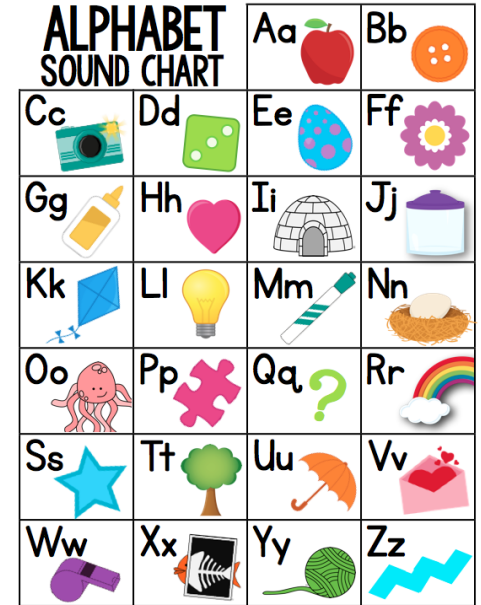 ALPHABET
SOUND CHART
Aa Bb
Cc Dd Ee Ff
Gg Hh Ii Jj
Kk Ll Mm Nn
Oo Pp Qq Rr
Ss Tt Uu Vv
Ww Xx Yy Zz